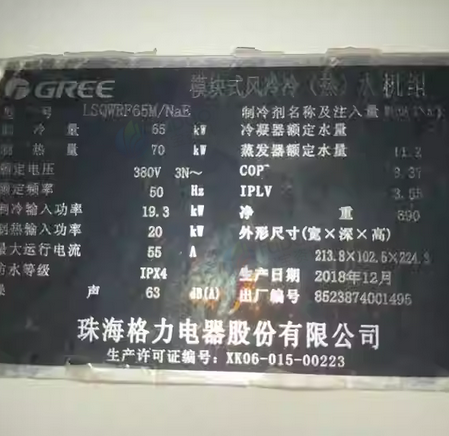 GREE 模块式风冷冷（热）水机组
型 号 LSQWRF65M/NaE 制冷剂名称及注入量
制 冷 量 65 kW 冷凝器额定水量
制 热 量 70 kW 蒸发器额定水量 11.2
额定电压 380V 3N～ COP 3.37
额定频率 50 Hz IPLV 3.55
制冷输入功率 19.3 kW 净 重 690
制热输入功率 20 kW 外形尺寸(宽×深×高)
最大运行电流 55 A 213.8×102.5×224.3
防水等级 IPX4 生产日期 2018年12月
噪 声 63 dB(A) 出厂编号 8523874001495
珠海格力电器股份有限公司
生产许可证编号: XK06-015-00223